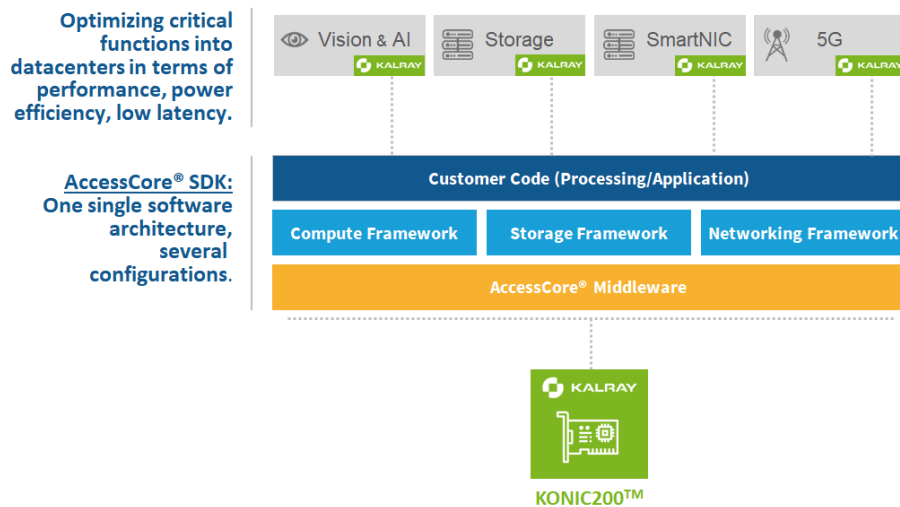 Optimizing critical
functions into
datacenters in terms of
performance, power
efficiency, low latency.
Vision & AI
KALRAY
Storage
KALRAY
SmartNIC
KALRAY
5G
KALRAY
AccessCore® SDK:
One single software
architecture,
several
configurations.
Customer Code (Processing/Application)
Compute Framework
Storage Framework
Networking Framework
AccessCore® Middleware
KALRAY
KONIC200™